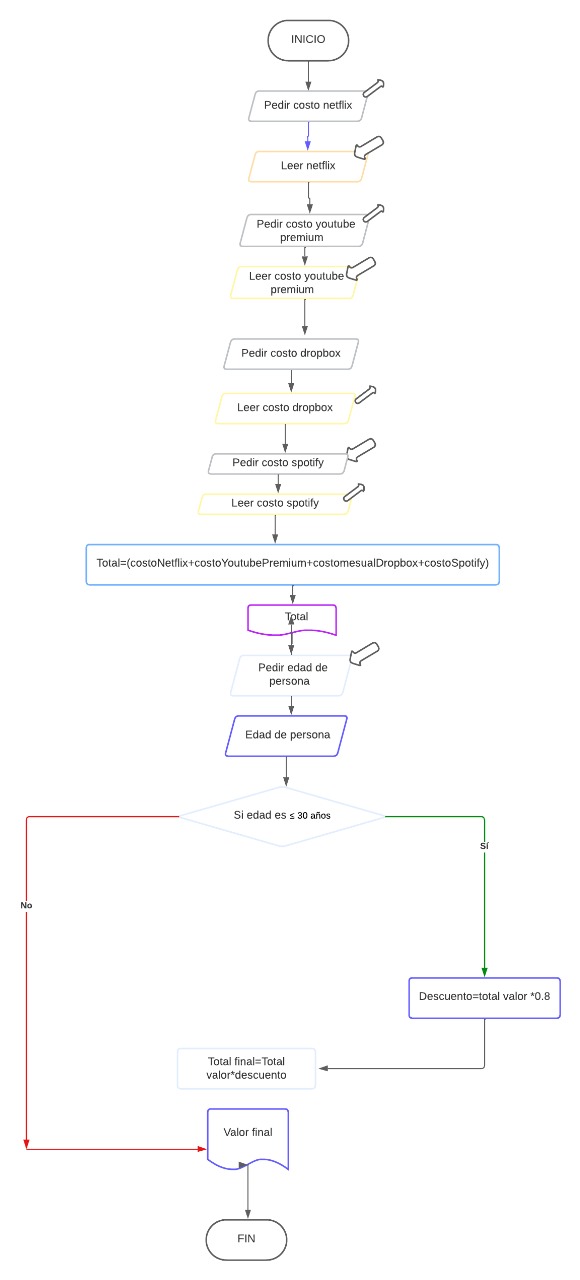 INICIO
Pedir costo netflix
Leer netflix
Pedir costo youtube
premium
Leer costo youtube
premium
Pedir costo dropbox
Leer costo dropbox
Pedir costo spotify
Leer costo spotify
Total=(costoNetflix+costoYoutubePremium+costomesualDropbox+costoSpotify)
Total
Pedir edad de
persona
Edad de persona
Si edad es ≤ 30 años
Sí
No
Descuento=total valor *0.8
Total final=Total
valor*descuento
Valor final
FIN